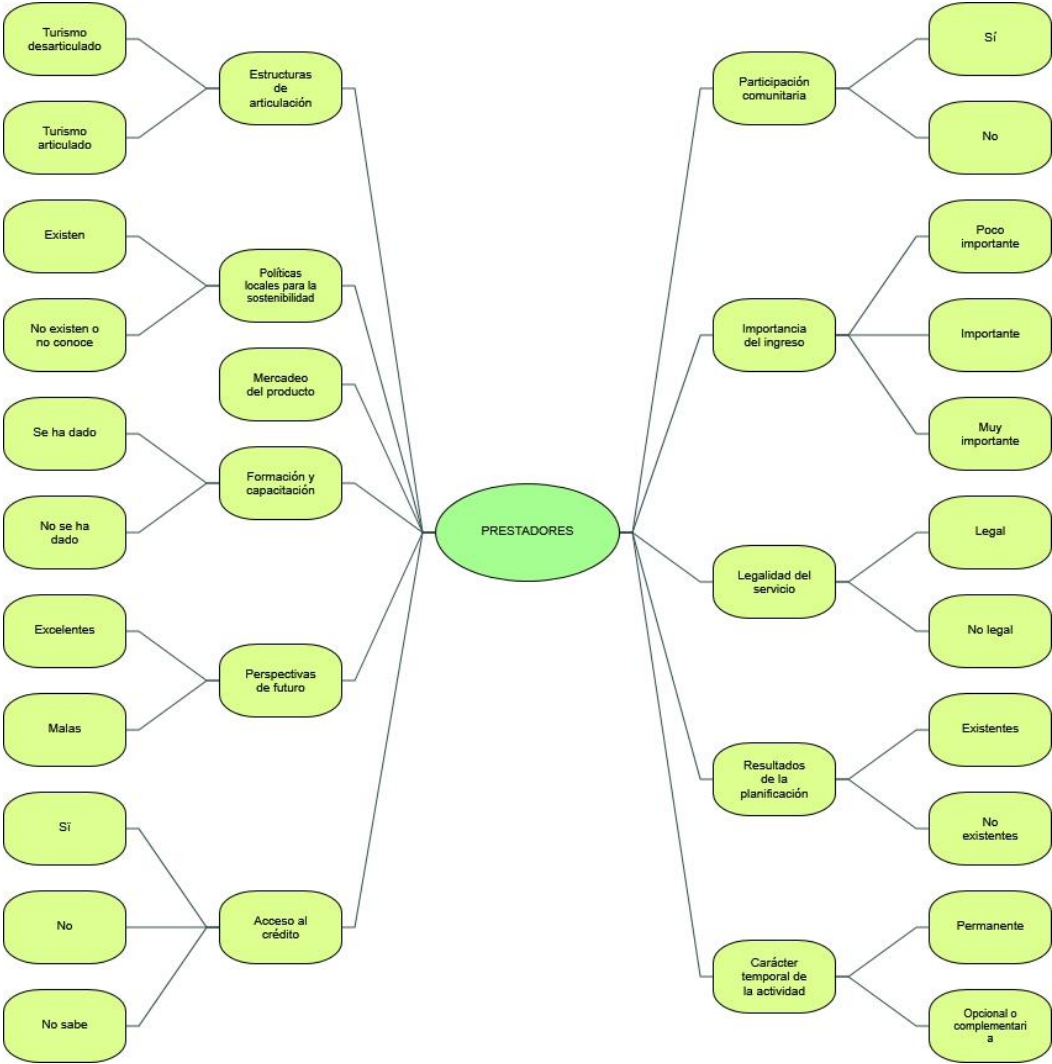 Turismo
desarticulado
Turismo
articulado
Estructuras
de
articulación
Existen
No existen o
no conoce
Políticas
locales para la
sostenibilidad
Mercadeo
del producto
Se ha dado
No se ha
dado
Formación y
capacitación
Excelentes
Malas
Perspectivas
de futuro
Sï
No
No sabe
Acceso al
crédito
PRESTADORES
Participación
comunitaria
Sí
No
Importancia
del ingreso
Poco
importante
Importante
Muy
importante
Legalidad del
servicio
Legal
No legal
Resultados
de la
planificación
Existentes
No
existentes
Carácter
temporal de
la actividad
Permanente
Opcional o
complementari
a